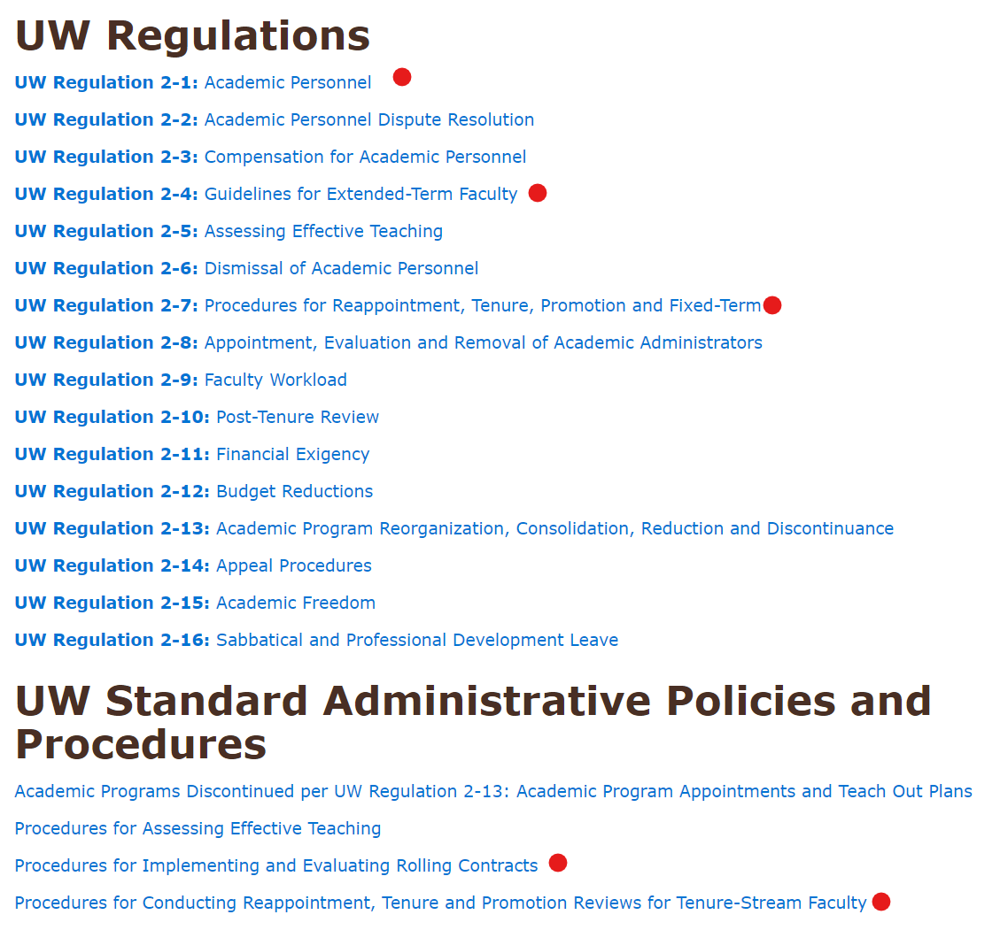 UW Regulations
UW Regulation 2-1: Academic Personnel
UW Regulation 2-2: Academic Personnel Dispute Resolution
UW Regulation 2-3: Compensation for Academic Personnel
UW Regulation 2-4: Guidelines for Extended-Term Faculty
UW Regulation 2-5: Assessing Effective Teaching
UW Regulation 2-6: Dismissal of Academic Personnel
UW Regulation 2-7: Procedures for Reappointment, Tenure, Promotion and Fixed-Term
UW Regulation 2-8: Appointment, Evaluation and Removal of Academic Administrators
UW Regulation 2-9: Faculty Workload
UW Regulation 2-10: Post-Tenure Review
UW Regulation 2-11: Financial Exigency
UW Regulation 2-12: Budget Reductions
UW Regulation 2-13: Academic Program Reorganization, Consolidation, Reduction and Discontinuance
UW Regulation 2-14: Appeal Procedures
UW Regulation 2-15: Academic Freedom
UW Regulation 2-16: Sabbatical and Professional Development Leave
UW Standard Administrative Policies and
Procedures
Academic Programs Discontinued per UW Regulation 2-13: Academic Program Appointments and Teach Out Plans
Procedures for Assessing Effective Teaching
Procedures for Implementing and Evaluating Rolling Contracts
Procedures for Conducting Reappointment, Tenure and Promotion Reviews for Tenure-Stream Faculty